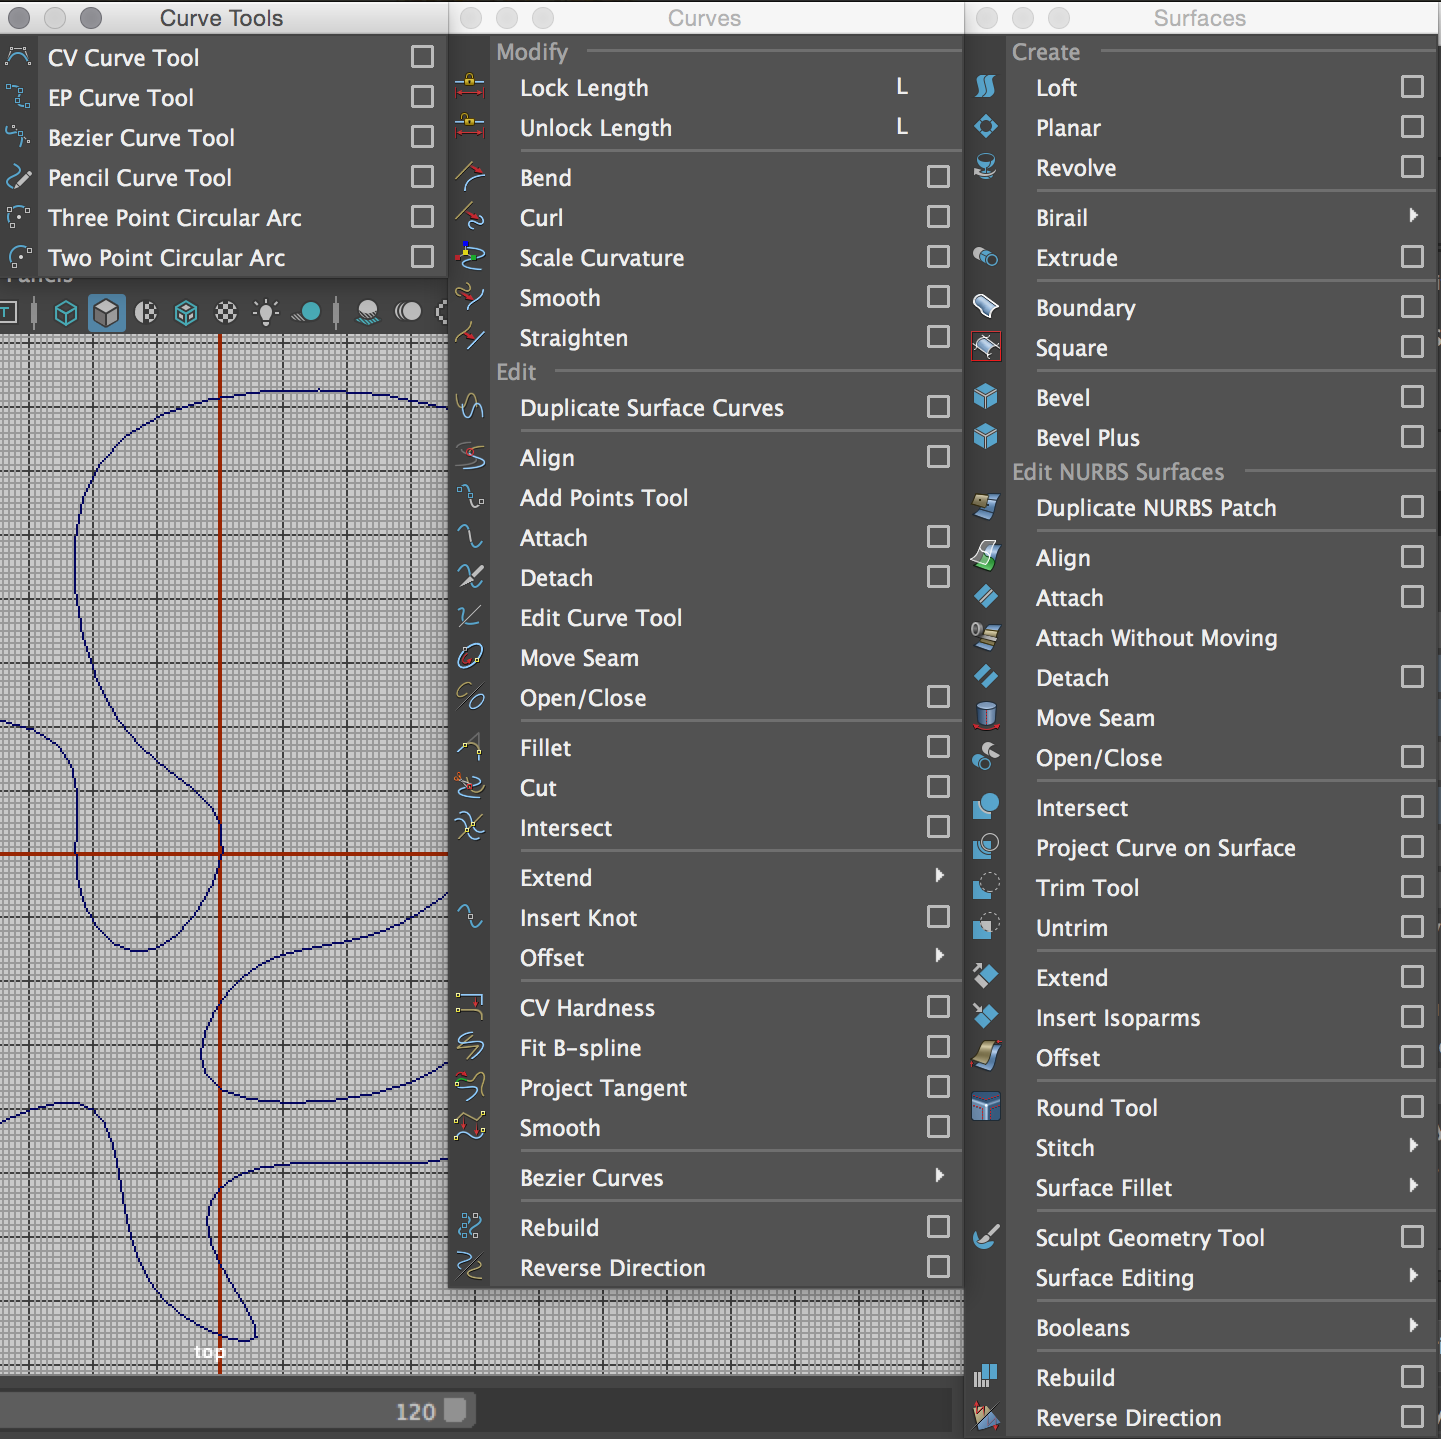 Curve Tools
CV Curve Tool
EP Curve Tool
Bezier Curve Tool
Pencil Curve Tool
Three Point Circular Arc
Two Point Circular Arc
Panels
T
top
120
Curves
Modify
Lock Length L
Unlock Length L
Bend
Curl
Scale Curvature
Smooth
Straighten
Edit
Duplicate Surface Curves
Align
Add Points Tool
Attach
Detach
Edit Curve Tool
Move Seam
Open/Close
Fillet
Cut
Intersect
Extend
Insert Knot
Offset
CV Hardness
Fit B-spline
Project Tangent
Smooth
Bezier Curves
Rebuild
Reverse Direction
Surfaces
Create
Loft
Planar
Revolve
Birail
Extrude
Boundary
Square
Bevel
Bevel Plus
Edit NURBS Surfaces
Duplicate NURBS Patch
Align
Attach
Attach Without Moving
Detach
Move Seam
Open/Close
Intersect
Project Curve on Surface
Trim Tool
Untrim
Extend
Insert Isoparms
Offset
Round Tool
Stitch
Surface Fillet
Sculpt Geometry Tool
Surface Editing
Booleans
Rebuild
Reverse Direction